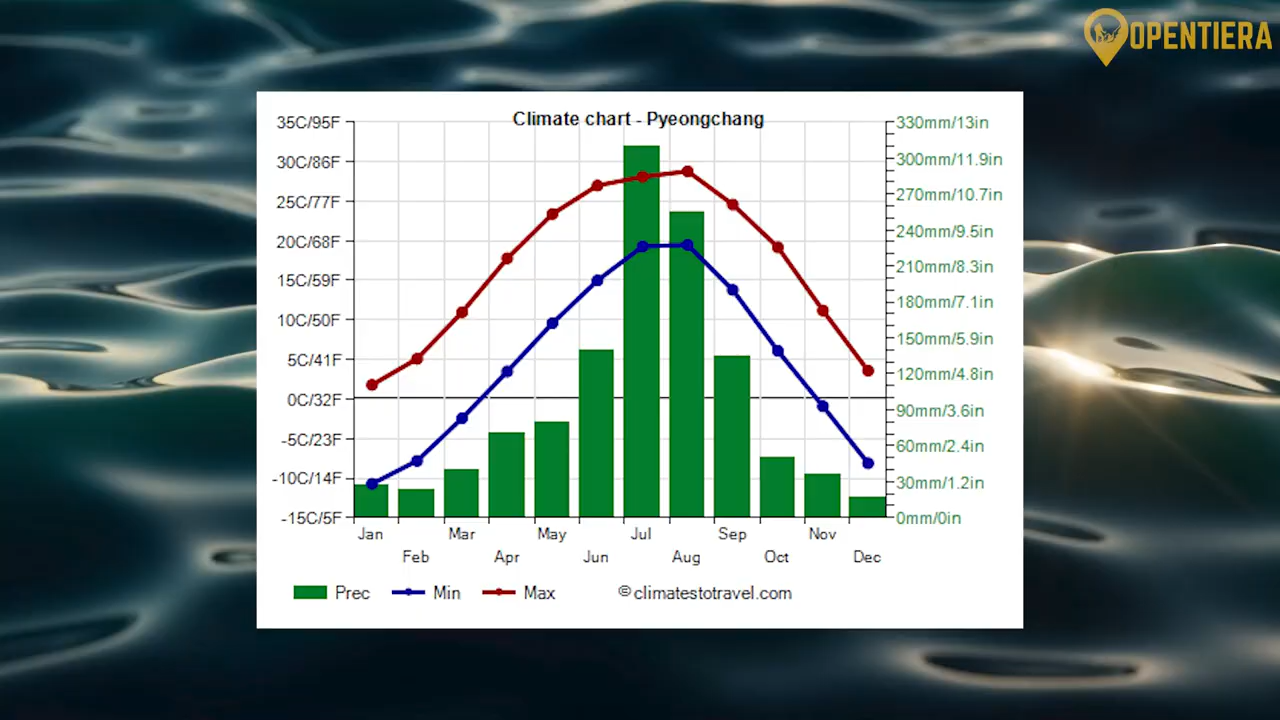 OPENTIERA
Climate chart - Pyeongchang
35C/95F
30C/86F
25C/77F
20C/68F
15C/59F
10C/50F
5C/41F
0C/32F
-5C/23F
-10C/14F
-15C/5F
330mm/13in
300mm/11.9in
270mm/10.7in
240mm/9.5in
210mm/8.3in
180mm/7.1in
150mm/5.9in
120mm/4.8in
90mm/3.6in
60mm/2.4in
30mm/1.2in
0mm/0in
Jan Mar May Jul Sep Nov
Feb Apr Jun Aug Oct Dec
Prec Min Max © climatestotravel.com